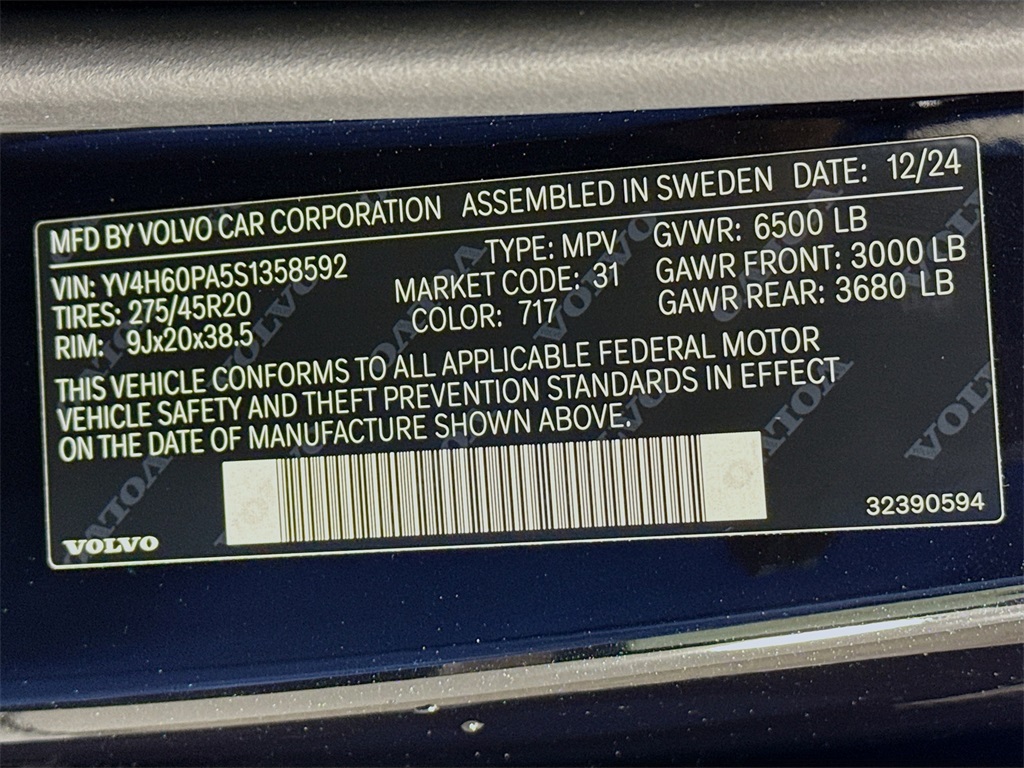 MFD BY VOLVO CAR CORPORATION ASSEMBLED IN SWEDEN DATE: 12/24
VIN: YV4H60PA5S1358592 TYPE: MPV GVWR: 6500 LB
TIRES: 275/45R20 MARKET CODE: 31 GAWR FRONT: 3000 LB
RIM: 9Jx20x38.5 COLOR: 717 GAWR REAR: 3680 LB
THIS VEHICLE CONFORMS TO ALL APPLICABLE FEDERAL MOTOR
VEHICLE SAFETY AND THEFT PREVENTION STANDARDS IN EFFECT
ON THE DATE OF MANUFACTURE SHOWN ABOVE.
32390594
VOLVO